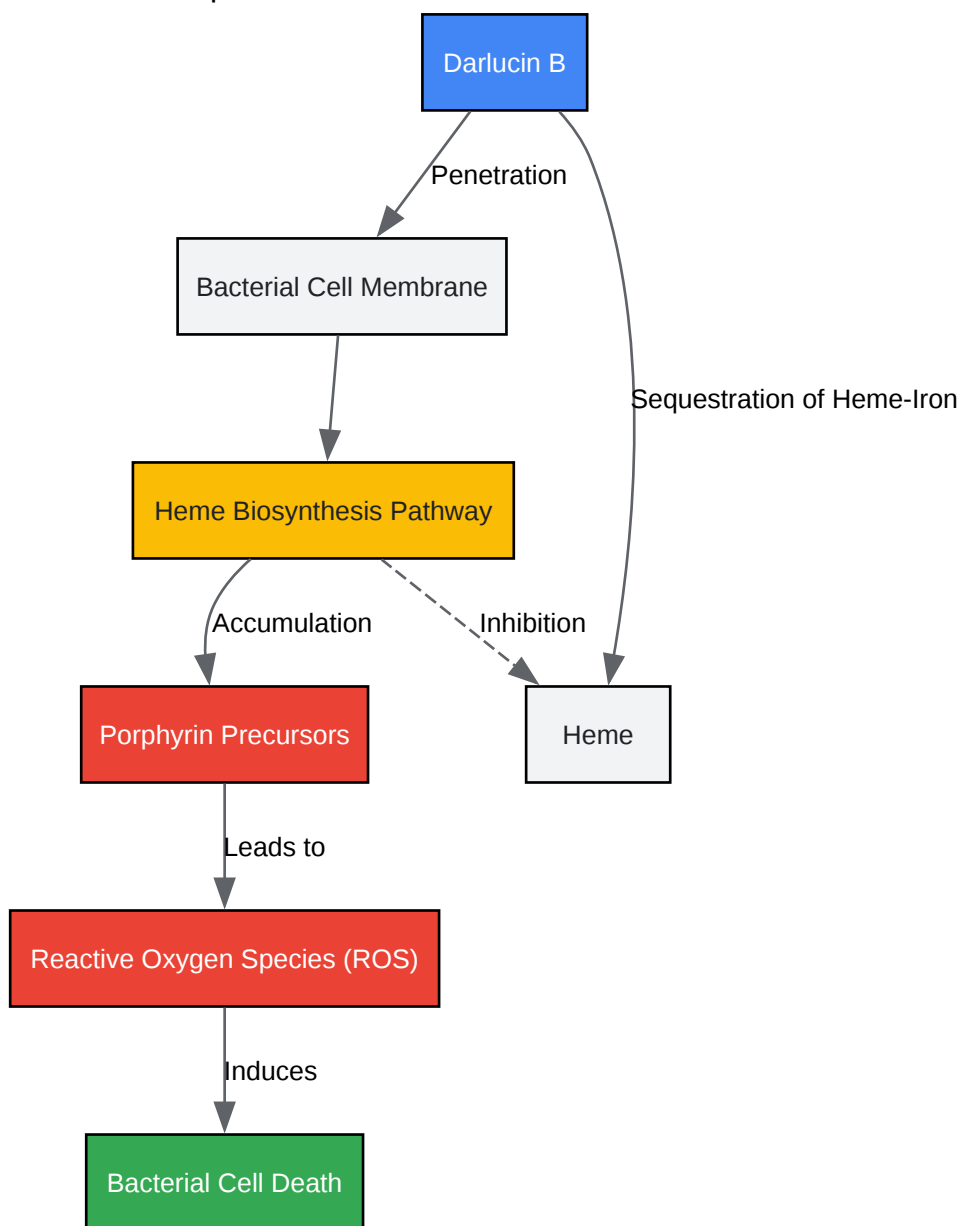 Darlucin B
Penetration
Bacterial Cell Membrane
Sequestration of Heme-Iron
Heme Biosynthesis Pathway
Accumulation
Inhibition
Porphyrin Precursors
Heme
Leads to
Reactive Oxygen Species (ROS)
Induces
Bacterial Cell Death